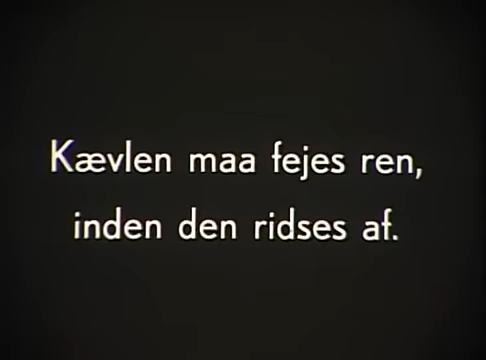 Kævlen maa fejes ren,
inden den ridses af.